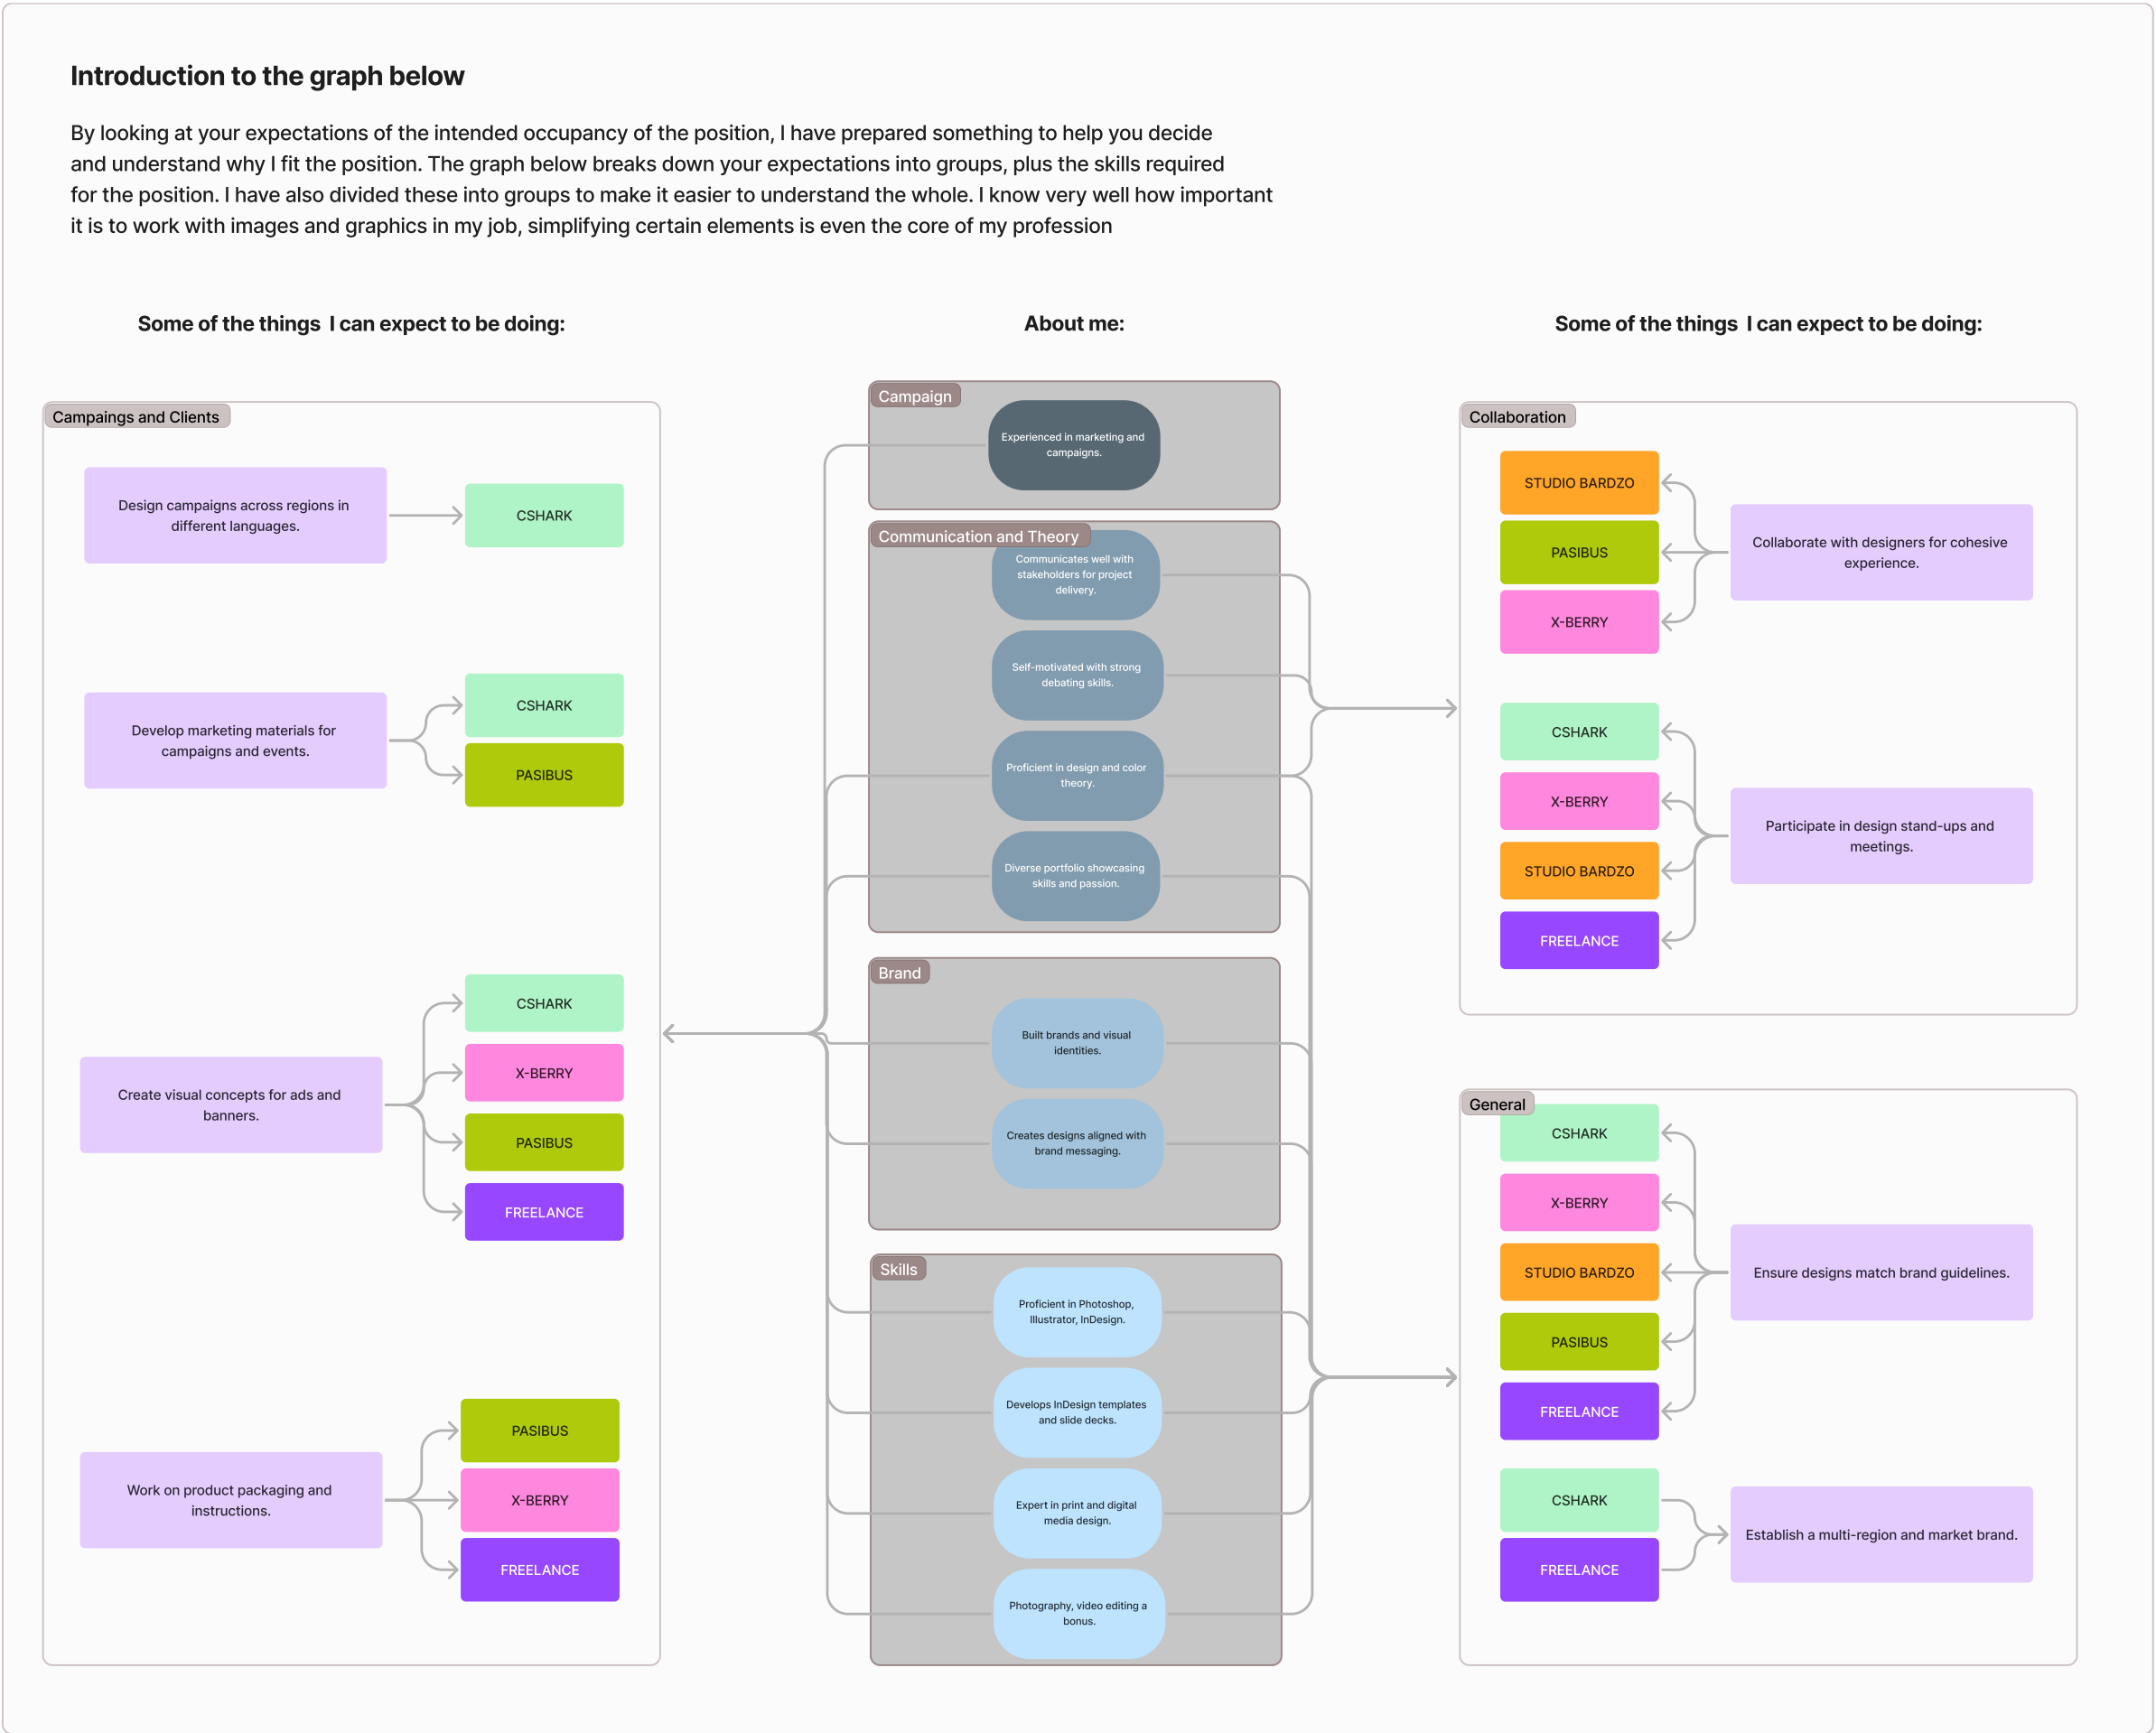 Introduction to the graph below
By looking at your expectations of the intended occupancy of the position, I have prepared something to help you decide
and understand why I fit the position. The graph below breaks down your expectations into groups, plus the skills required
for the position. I have also divided these into groups to make it easier to understand the whole. I know very well how important
it is to work with images and graphics in my job, simplifying certain elements is even the core of my profession
Some of the things I can expect to be doing:
Campaings and Clients
Design campaigns across regions in
different languages.
CSHARK
Develop marketing materials for
campaigns and events.
CSHARK
PASIBUS
Create visual concepts for ads and
banners.
CSHARK
X-BERRY
PASIBUS
FREELANCE
Work on product packaging and
instructions.
PASIBUS
X-BERRY
FREELANCE
About me:
Campaign
Experienced in marketing and
campaigns.
Communication and Theory
Communicates well with
stakeholders for project
delivery.
Self-motivated with strong
debating skills.
Proficient in design and color
theory.
Diverse portfolio showcasing
skills and passion.
Brand
Built brands and visual
identities.
Creates designs aligned with
brand messaging.
Skills
Proficient in Photoshop,
Illustrator, InDesign.
Develops InDesign templates
and slide decks.
Expert in print and digital
media design.
Photography, video editing a
bonus.
Some of the things I can expect to be doing:
Collaboration
STUDIO BARDZO
PASIBUS
X-BERRY
Collaborate with designers for cohesive
experience.
CSHARK
X-BERRY
STUDIO BARDZO
FREELANCE
Participate in design stand-ups and
meetings.
General
CSHARK
X-BERRY
STUDIO BARDZO
PASIBUS
FREELANCE
Ensure designs match brand guidelines.
CSHARK
FREELANCE
Establish a multi-region and market brand.